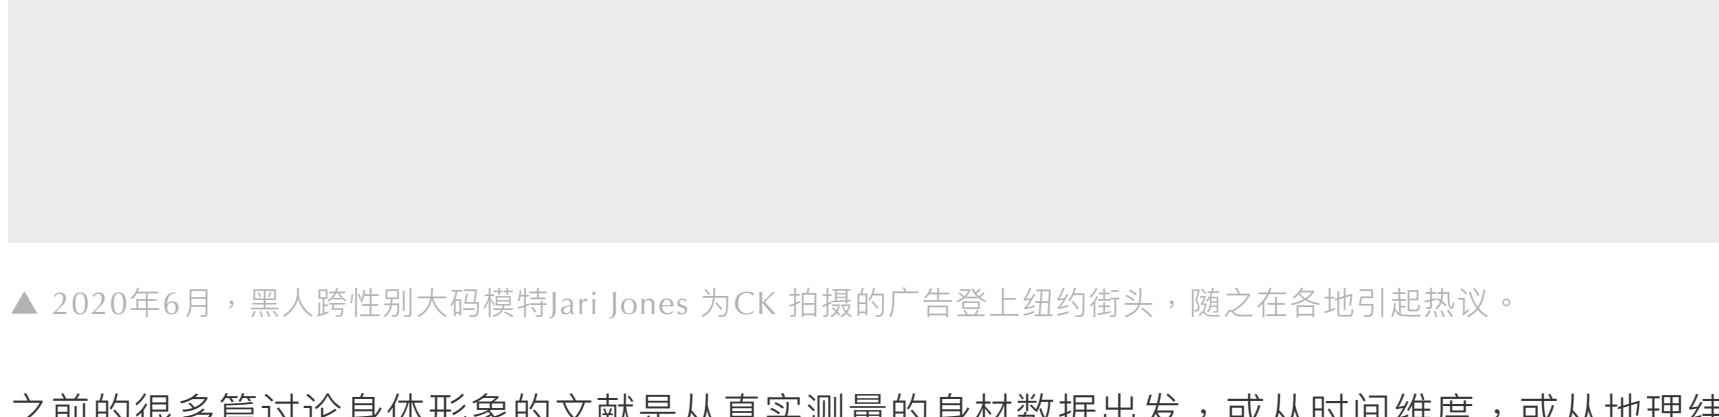 ▲ 2020年6月，黑人跨性别大码模特Jari Jones 为CK 拍摄的广告登上纽约街头，随之在各地引起热议。
之前的很多篇讨论身体形象的文献是从真实测量的身材数据出发，或从时间维度，或从地理纬